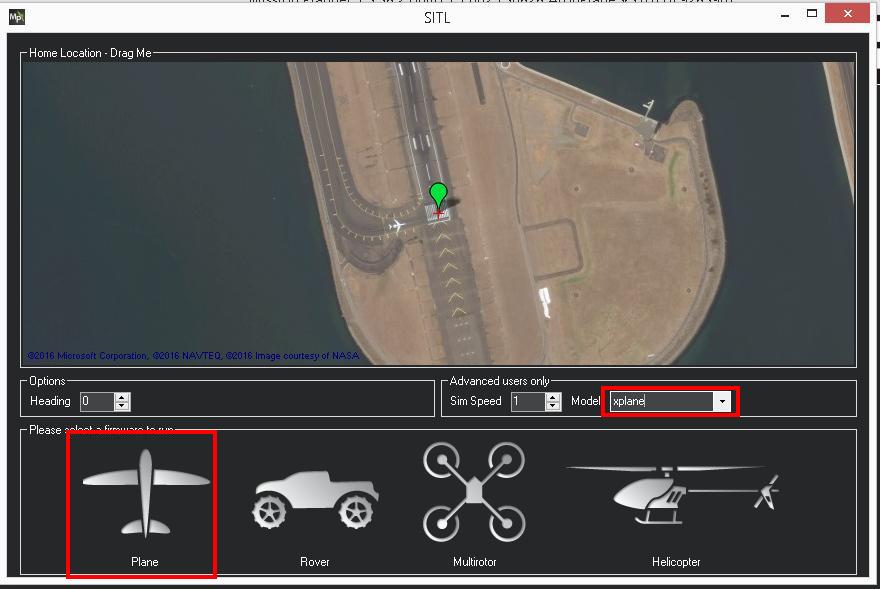 SITL
Home Location - Drag Me
©2016 Microsoft Corporation, ©2016 NAVTEQ, ©2016 Image courtesy of NASA
Options
Advanced users only
Heading 0
Sim Speed 1 Model xplane
Please select a firmware to run
Plane Rover Multirotor Helicopter